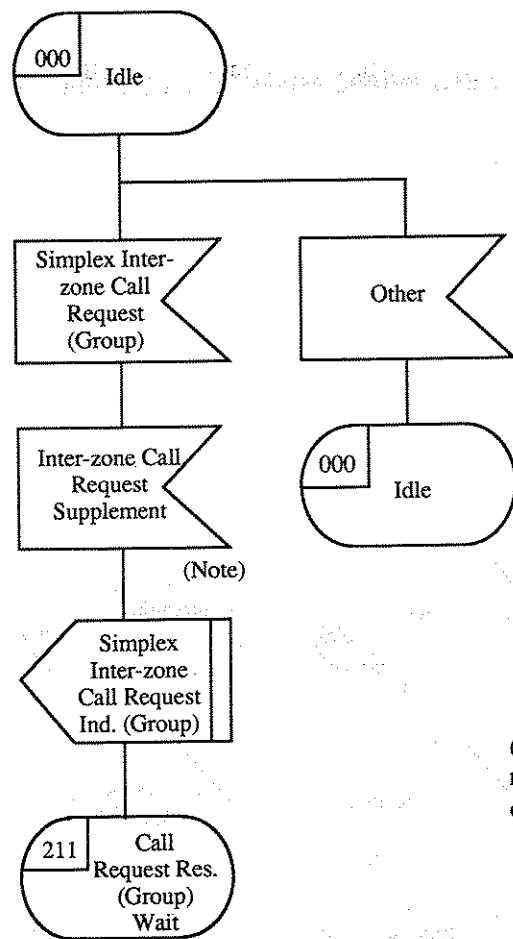 000
Idle
Simplex Inter-
zone Call
Request
(Group)
Other
Inter-zone Call
Request
Supplement
(Note)
000
Idle
Simplex
Inter-zone
Call Request
Ind. (Group)
211
Call
Request Res.
(Group)
Wait